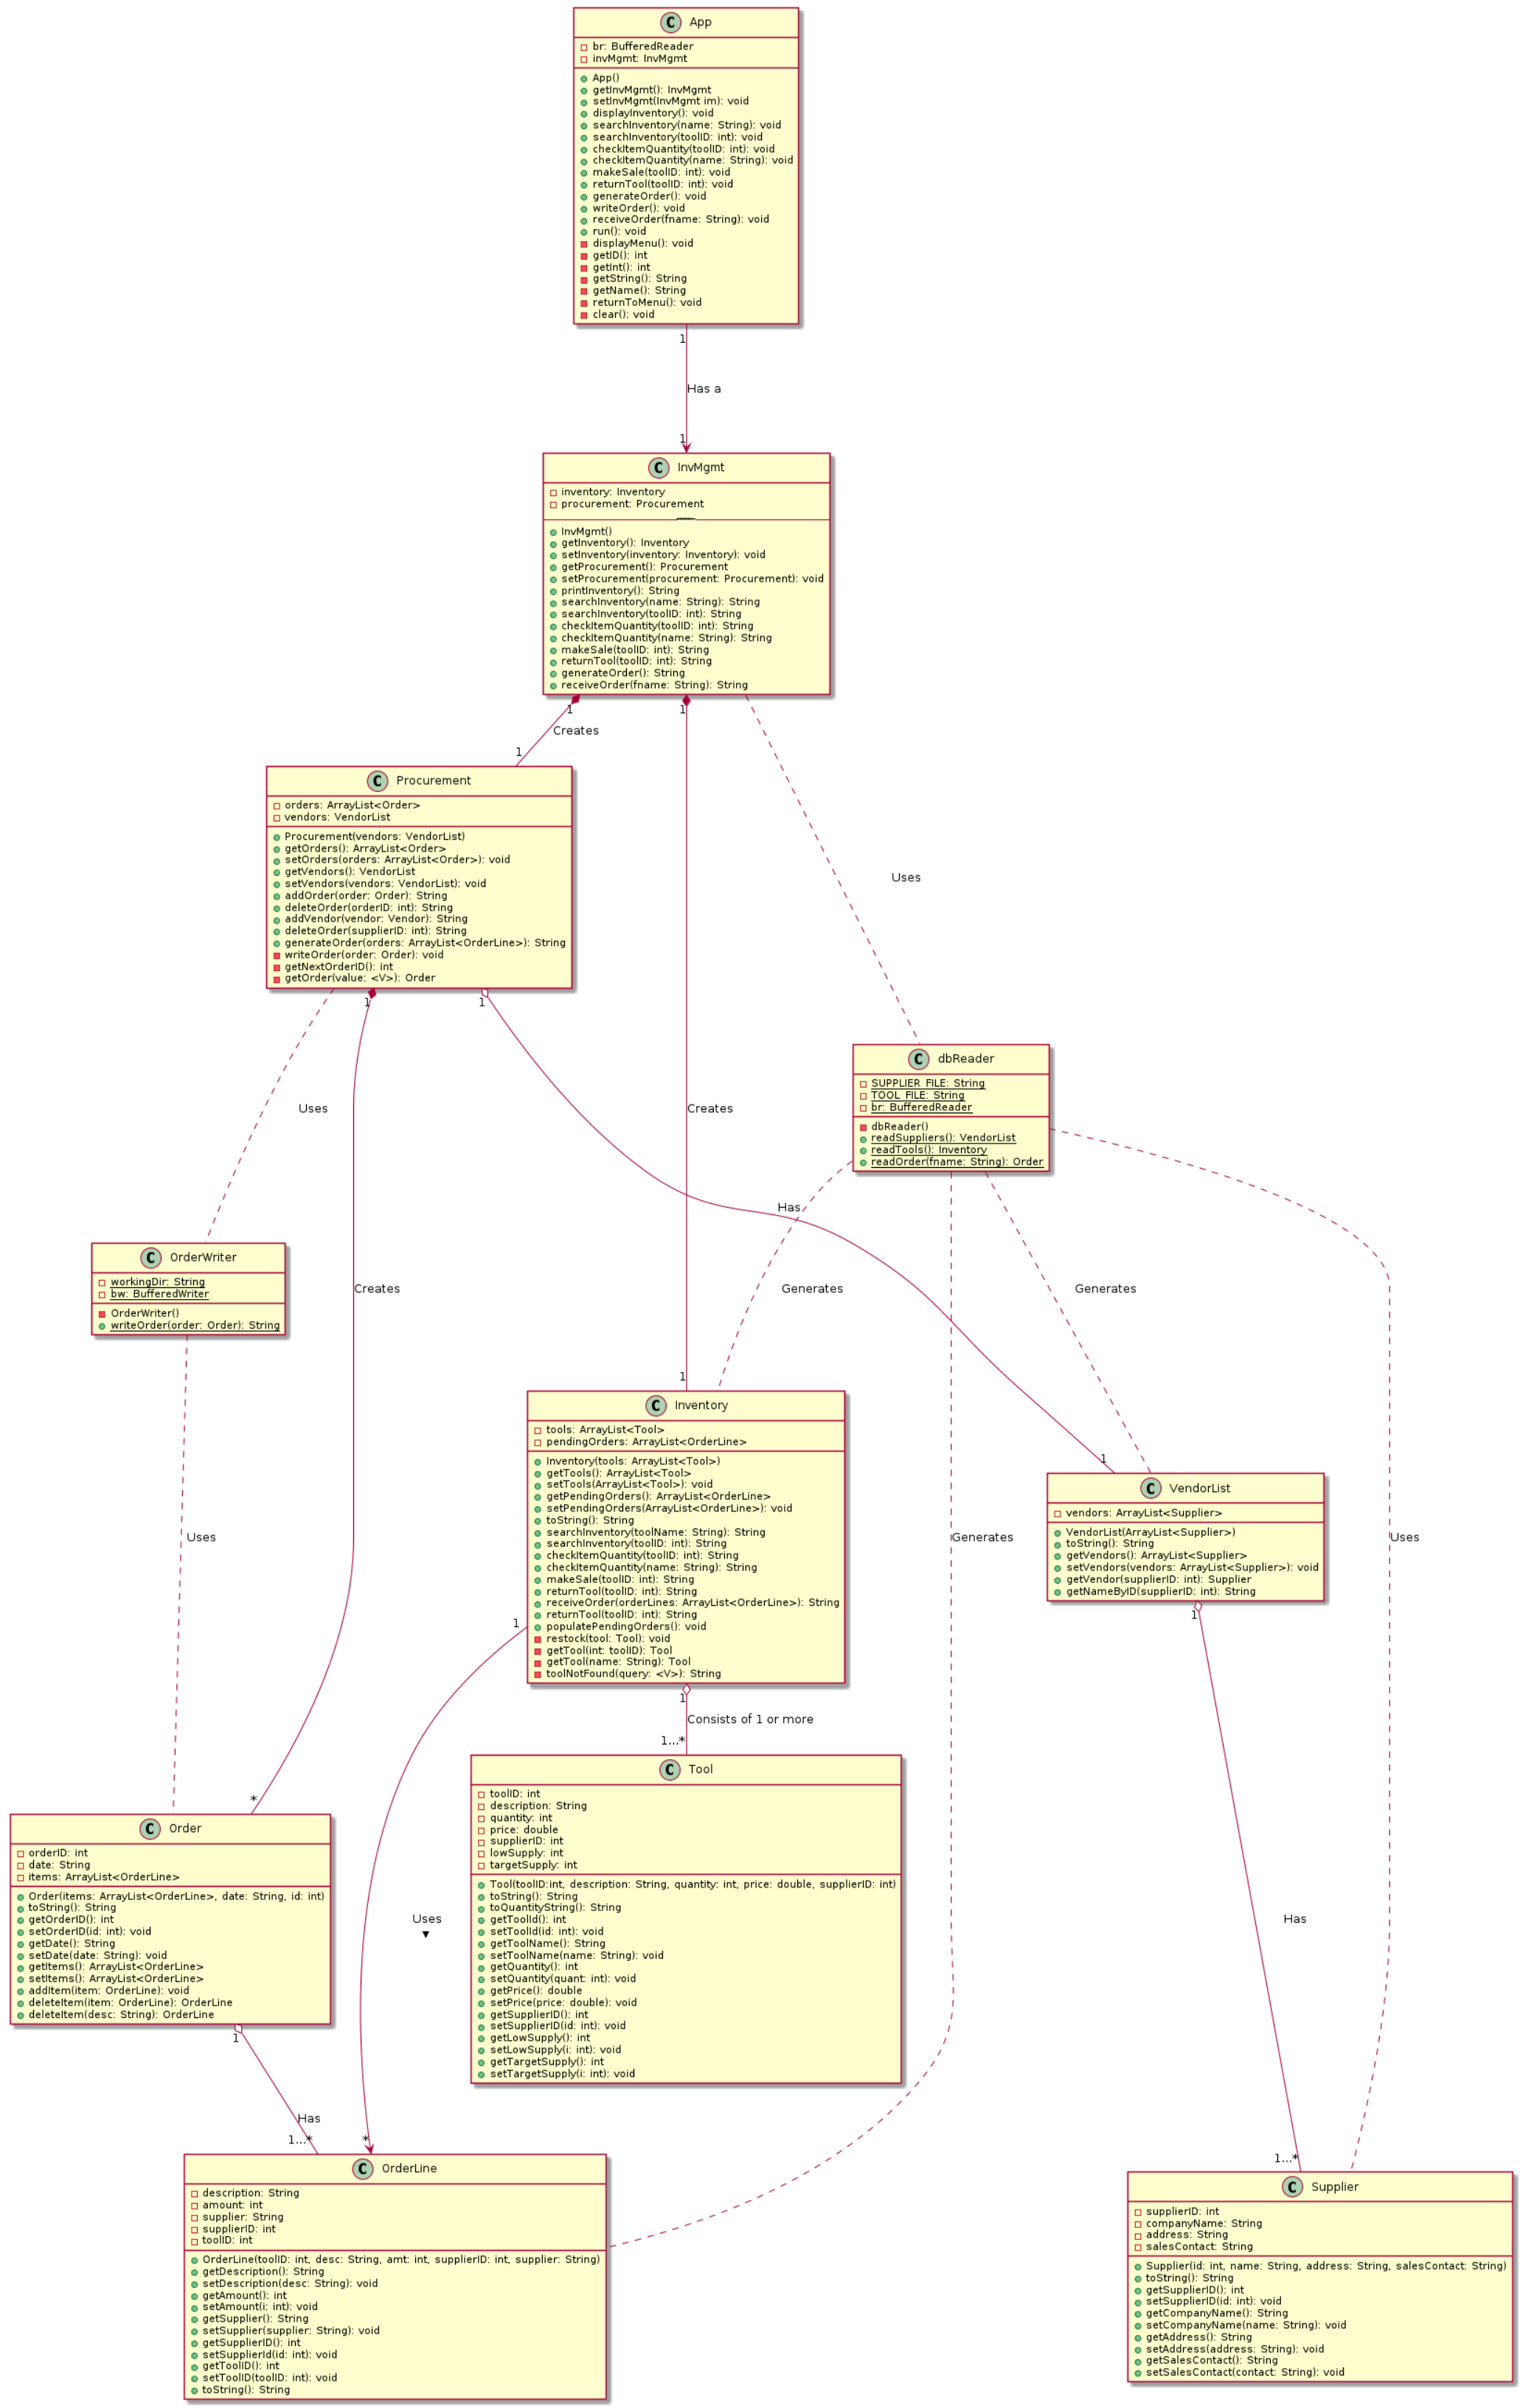 C App
br: BufferedReader
invMgmt: InvMgmt
App()
getInvMgmt(): InvMgmt
setInvMgmt(InvMgmt im): void
displayInventory(): void
searchInventory(name: String): void
searchInventory(toolID: int): void
checkItemQuantity(toolID: int): void
checkItemQuantity(name: String): void
makeSale(toolID: int): void
returnTool(toolID: int): void
generateOrder(): void
writeOrder(): void
receiveOrder(fname: String): void
run(): void
displayMenu(): void
getID(): int
getInt(): int
getString(): String
getName(): String
returnToMenu(): void
clear(): void
1
Has a
1
C InvMgmt
inventory: Inventory
procurement: Procurement
InvMgmt()
getInventory(): Inventory
setInventory(inventory: Inventory): void
getProcurement(): Procurement
setProcurement(procurement: Procurement): void
printInventory(): String
searchInventory(name: String): String
searchInventory(toolID: int): String
checkItemQuantity(toolID: int): String
checkItemQuantity(name: String): String
makeSale(toolID: int): String
returnTool(toolID: int): String
generateOrder(): String
receiveOrder(fname: String): String
1 1
Creates
1
C Procurement
orders: ArrayList<Order>
vendors: VendorList
Procurement(vendors: VendorList)
getOrders(): ArrayList<Order>
setOrders(orders: ArrayList<Order>): void
getVendors(): VendorList
setVendors(vendors: VendorList): void
addOrder(order: Order): String
deleteOrder(orderID: int): String
addVendor(vendor: Vendor): String
deleteOrder(supplierID: int): String
generateOrder(orders: ArrayList<OrderLine>): String
writeOrder(order: Order): void
getNextOrderID(): int
getOrder(value: <V>): Order
Uses
1 1
C dbReader
SUPPLIER_FILE: String
TOOL_FILE: String
br: BufferedReader
dbReader()
readSuppliers(): VendorList
readTools(): Inventory
readOrder(fname: String): Order
Uses
Creates
Has
C OrderWriter
workingDir: String
bw: BufferedWriter
OrderWriter()
writeOrder(order: Order): String
Creates
Generates
Generates
1
C Inventory
tools: ArrayList<Tool>
pendingOrders: ArrayList<OrderLine>
Inventory(tools: ArrayList<Tool>)
getTools(): ArrayList<Tool>
setTools(ArrayList<Tool>): void
getPendingOrders(): ArrayList<OrderLine>
setPendingOrders(ArrayList<OrderLine>): void
toString(): String
searchInventory(toolName: String): String
searchInventory(toolID: int): String
checkItemQuantity(toolID: int): String
checkItemQuantity(name: String): String
makeSale(toolID: int): String
returnTool(toolID: int): String
receiveOrder(orderLines: ArrayList<OrderLine>): String
returnTool(toolID: int): String
populatePendingOrders(): void
restock(tool: Tool): void
getTool(int: toolID): Tool
getTool(name: String): Tool
toolNotFound(query: <V>): String
1
C VendorList
vendors: ArrayList<Supplier>
VendorList(ArrayList<Supplier>)
toString(): String
getVendors(): ArrayList<Supplier>
setVendors(vendors: ArrayList<Supplier>): void
getVendor(supplierID: int): Supplier
getNameByID(supplierID: int): String
Uses
Generates
Uses
1
1
1
Consists of 1 or more
1...*
C Tool
toolID: int
description: String
quantity: int
price: double
supplierID: int
lowSupply: int
targetSupply: int
Tool(toolID:int, description: String, quantity: int, price: double, supplierID: int)
toString(): String
toQuantityString(): String
getToolId(): int
setToolId(id: int): void
getToolName(): String
setToolName(name: String): void
getQuantity(): int
setQuantity(quant: int): void
getPrice(): double
setPrice(price: double): void
getSupplierID(): int
setSupplierID(id: int): void
getLowSupply(): int
setLowSupply(i: int): void
getTargetSupply(): int
setTargetSupply(i: int): void
*
C Order
orderID: int
date: String
items: ArrayList<OrderLine>
Order(items: ArrayList<OrderLine>, date: String, id: int)
toString(): String
getOrderID(): int
setOrderID(id: int): void
getDate(): String
setDate(date: String): void
getItems(): ArrayList<OrderLine>
setItems(): ArrayList<OrderLine>
addItem(item: OrderLine): void
deleteItem(item: OrderLine): OrderLine
deleteItem(desc: String): OrderLine
Uses
▼
Has
1
Has
1...*
*
C OrderLine
description: String
amount: int
supplier: String
supplierID: int
toolID: int
OrderLine(toolID: int, desc: String, amt: int, supplierID: int, supplier: String)
getDescription(): String
setDescription(desc: String): void
getAmount(): int
setAmount(i: int): void
getSupplier(): String
setSupplier(supplier: String): void
getSupplierID(): int
setSupplierId(id: int): void
getToolID(): int
setToolID(toolID: int): void
toString(): String
1...*
C Supplier
supplierID: int
companyName: String
address: String
salesContact: String
Supplier(id: int, name: String, address: String, salesContact: String)
toString(): String
getSupplierID(): int
setSupplierID(id: int): void
getCompanyName(): String
setCompanyName(name: String): void
getAddress(): String
setAddress(address: String): void
getSalesContact(): String
setSalesContact(contact: String): void